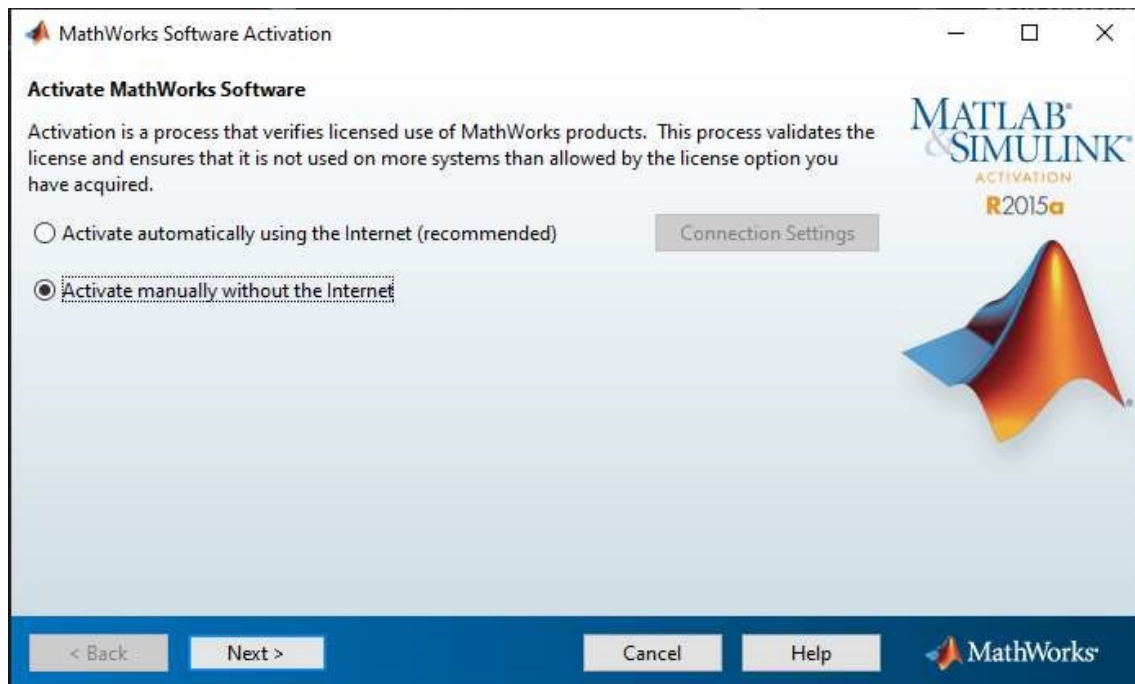 MathWorks Software Activation
Activate MathWorks Software
Activation is a process that verifies licensed use of MathWorks products. This process validates the
license and ensures that it is not used on more systems than allowed by the license option you
have acquired.
Activate automatically using the Internet (recommended)
Connection Settings
Activate manually without the Internet
MATLAB®
&SIMULINK®
ACTIVATION
R2015a
®
< Back
Next >
Cancel
Help
MathWorks®